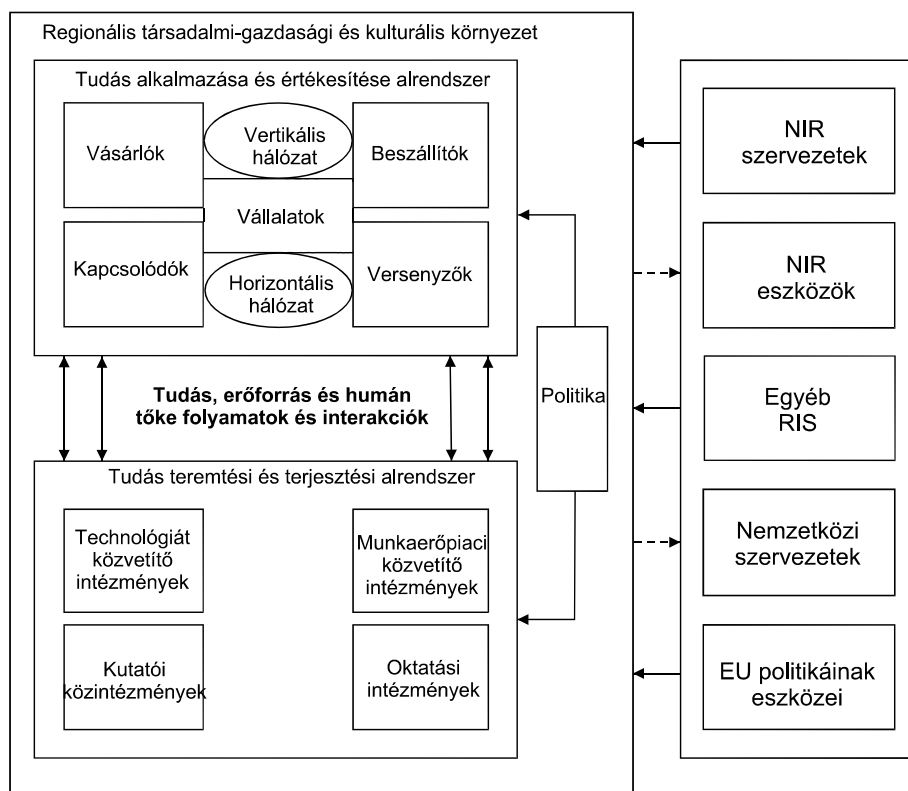 Regionális társadalmi-gazdasági és kulturális környezet
Tudás alkalmazása és értékesítése alrendszer
Vásárlók
Vertikális
hálózat
Beszállítók
Vállalatok
Kapcsolódók
Horizontális
hálózat
Versenyzők
Tudás, erőforrás és humán
tőke folyamatok és interakciók
Politika
Tudás teremtési és terjesztési alrendszer
Technológiát
közvetítő
intézmények
Munkaerőpiaci
közvetítő
intézmények
Kutatói
közintézmények
Oktatási
intézmények
NIR
szervezetek
NIR
eszközök
Egyéb
RIS
Nemzetközi
szervezetek
EU politikáinak
eszközei